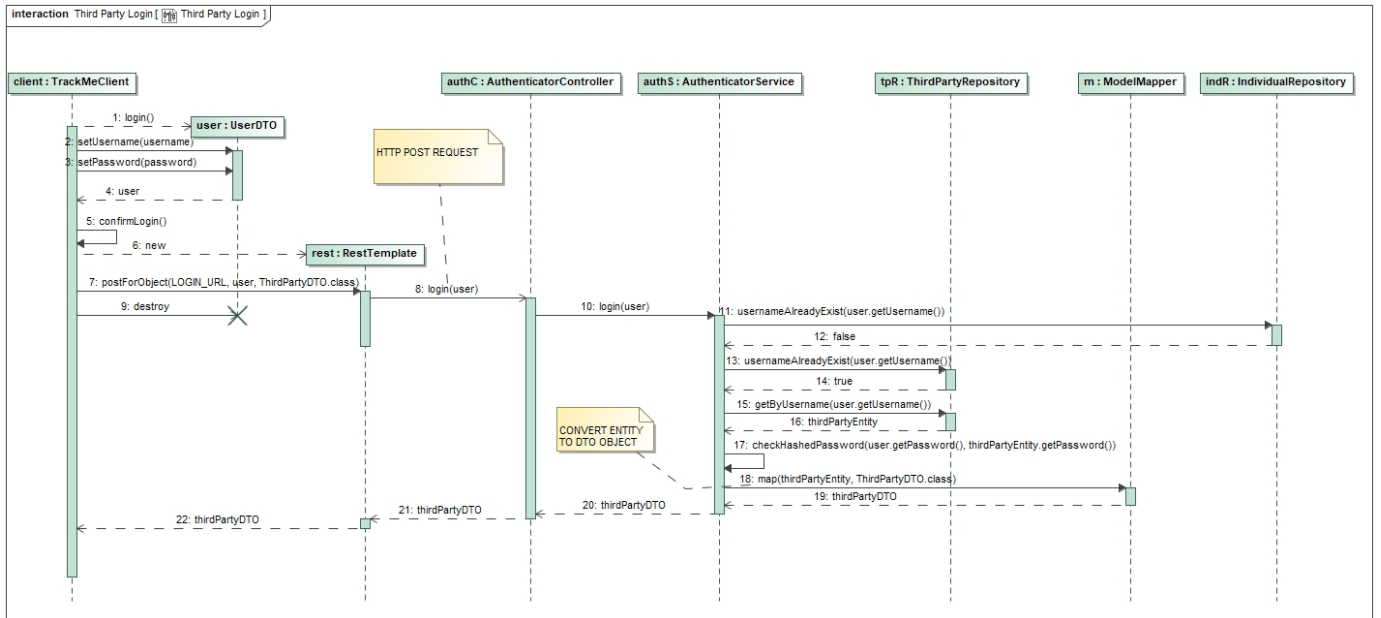 interaction Third Party Login [ Third Party Login ]
client : TrackMeClient
authC : AuthenticatorController
authS : AuthenticatorService
tpR : ThirdPartyRepository
m : ModelMapper
indR : IndividualRepository
1: login()
user : UserDTO
2: setUsername(username)
3: setPassword(password)
HTTP POST REQUEST
4: user
5: confirmLogin()
6: new
rest : RestTemplate
7: postForObject(LOGIN_URL, user, ThirdPartyDTO.class)
8: login(user)
9: destroy
10: login(user)
11: usernameAlreadyExist(user.getUsername())
12: false
13: usernameAlreadyExist(user.getUsername())
14: true
15: getByUsername(user.getUsername())
16: thirdPartyEntity
CONVERT ENTITY
TO DTO OBJECT
17: checkHashedPassword(user.getPassword(), thirdPartyEntity.getPassword())
18: map(thirdPartyEntity, ThirdPartyDTO.class)
19: thirdPartyDTO
20: thirdPartyDTO
21: thirdPartyDTO
22: thirdPartyDTO